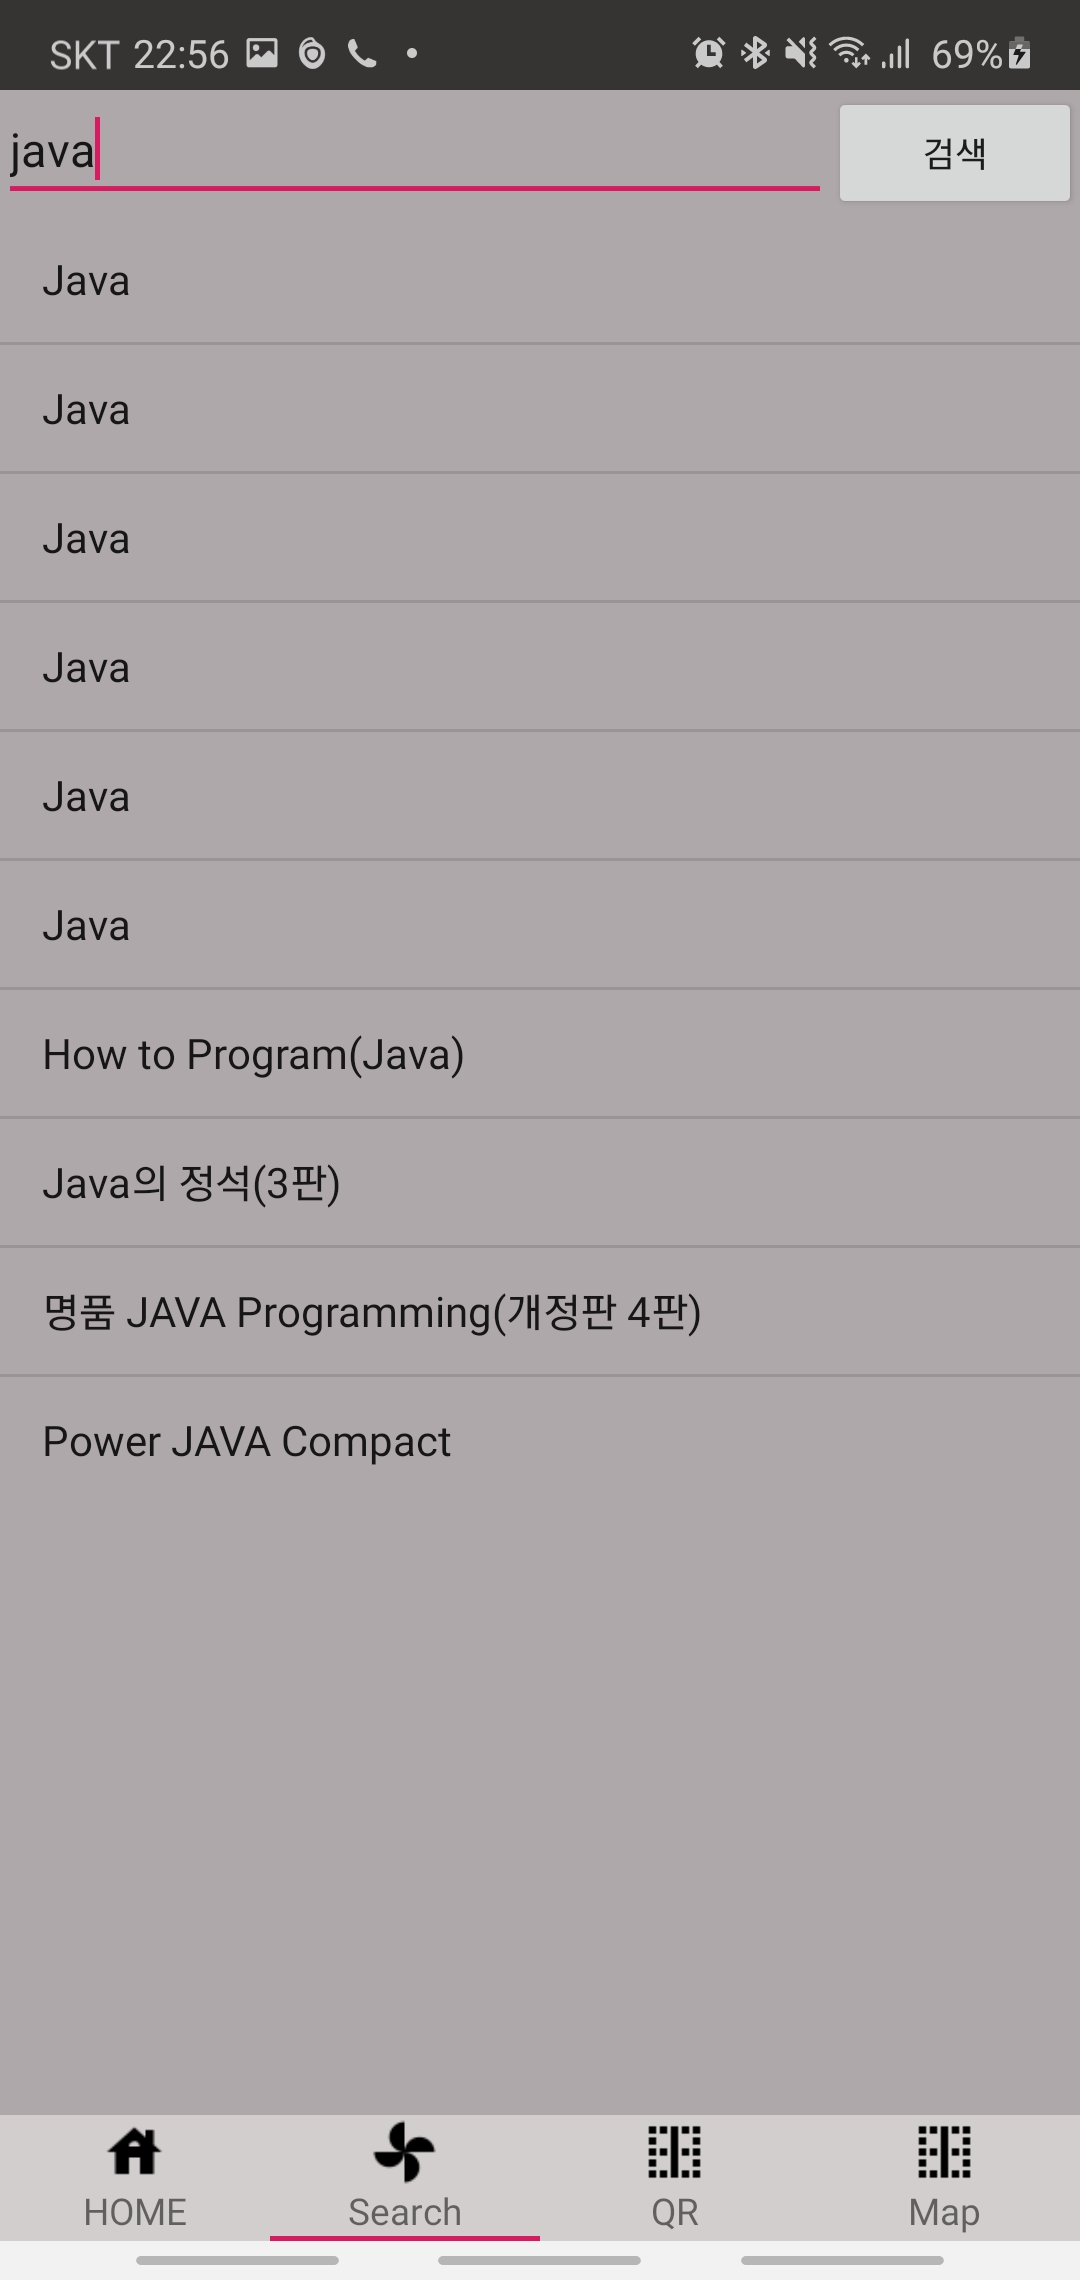 SKT 22:56 69%
java
검색
Java
Java
Java
Java
Java
Java
How to Program(Java)
Java의 정석(3판)
명품 JAVA Programming(개정판 4판)
Power JAVA Compact
HOME Search QR Map